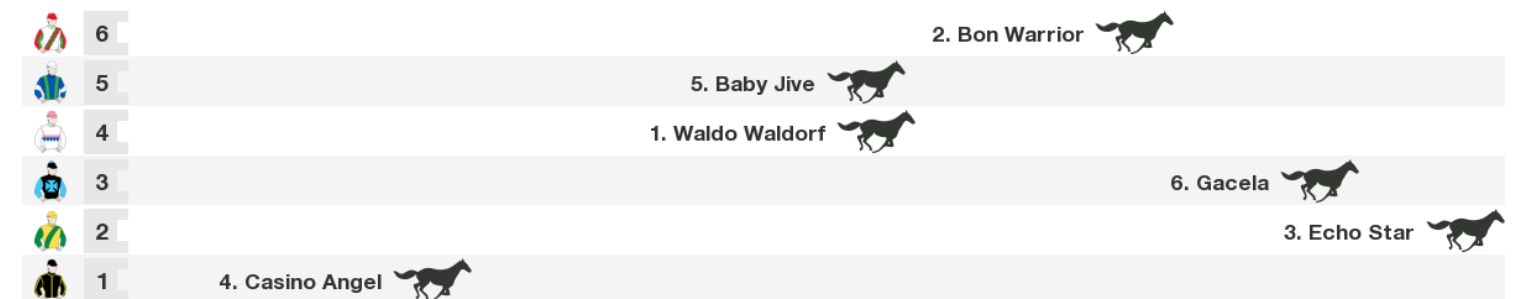 6 2. Bon Warrior
5 5. Baby Jive
4 1. Waldo Waldorf
3 6. Gacela
2 3. Echo Star
1 4. Casino Angel